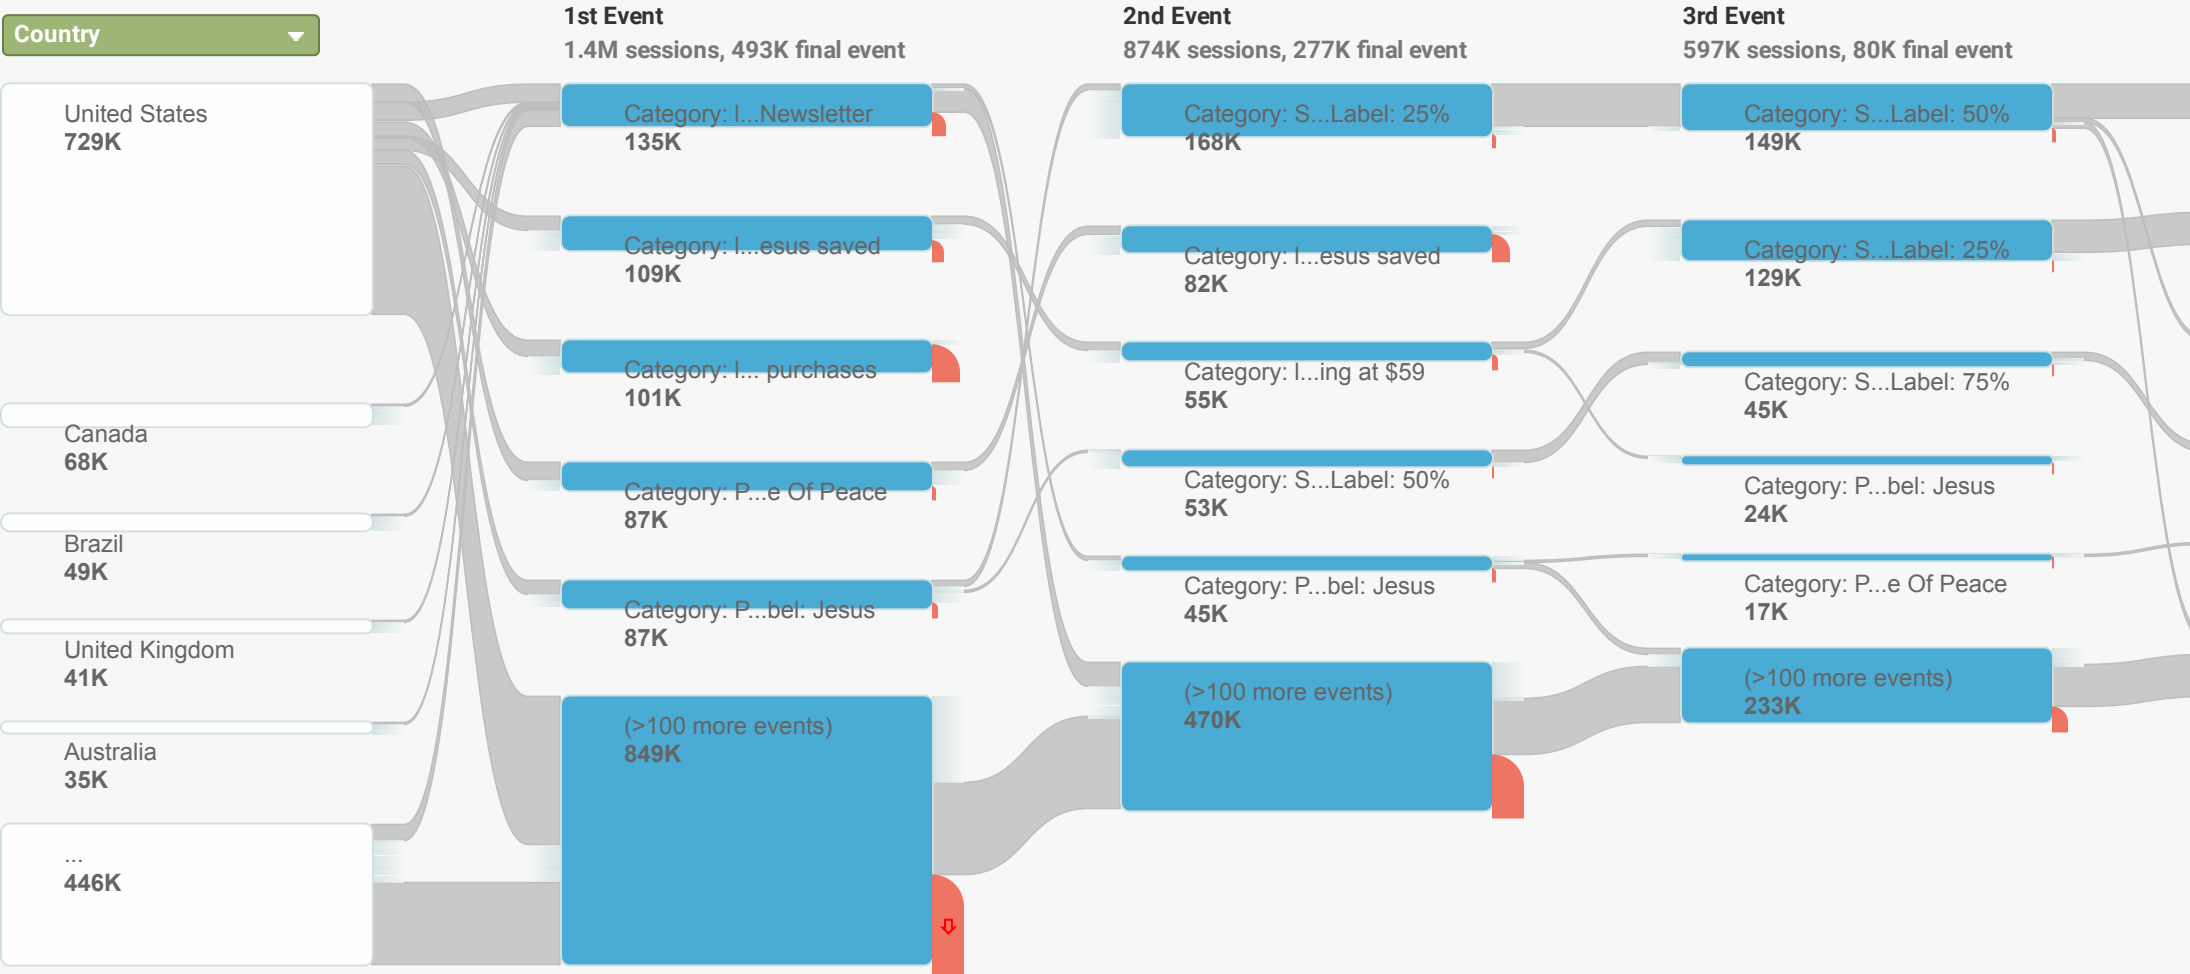 Country
United States
729K
Canada
68K
Brazil
49K
United Kingdom
41K
Australia
35K
...
446K
1st Event
1.4M sessions, 493K final event
Category: I...Newsletter
135K
Category: I...esus saved
109K
Category: I... purchases
101K
Category: P...e Of Peace
87K
Category: P...bel: Jesus
87K
(>100 more events)
849K
2nd Event
874K sessions, 277K final event
Category: S...Label: 25%
168K
Category: I...esus saved
82K
Category: I...ing at $59
55K
Category: S...Label: 50%
53K
Category: P...bel: Jesus
45K
(>100 more events)
470K
3rd Event
597K sessions, 80K final event
Category: S...Label: 50%
149K
Category: S...Label: 25%
129K
Category: S...Label: 75%
45K
Category: P...bel: Jesus
24K
Category: P...e Of Peace
17K
(>100 more events)
233K